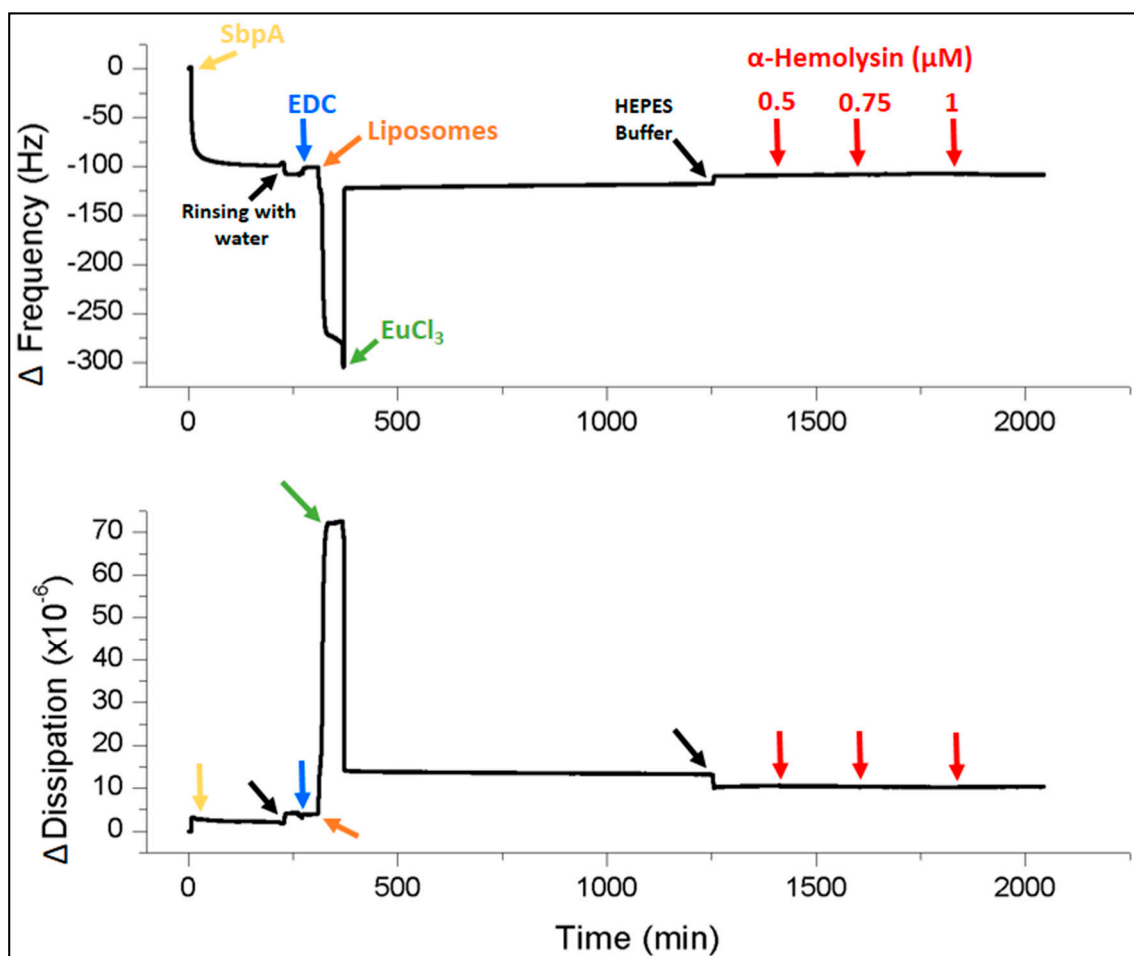 SbpA
α-Hemolysin (μM)
0.5 0.75 1
EDC
Liposomes
HEPES
Buffer
Rinsing with
water
EuCl₃
Δ Frequency (Hz)
0
-50
-100
-150
-200
-250
-300
0 500 1000 1500 2000
Δ Dissipation (x10⁻⁶)
70
60
50
40
30
20
10
0
0 500 1000 1500 2000
Time (min)